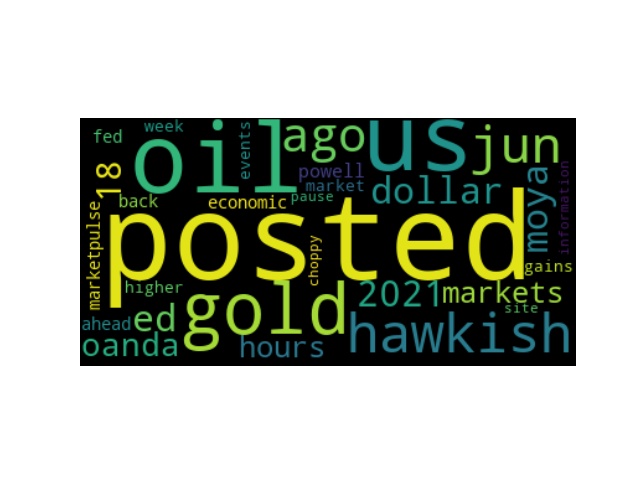 week
fed
oil
events
ago
us
jun
18
powell
market
dollar
moya
information
back
economic
pause
marketpulse
posted
choppy
gains
higher
gold
2021
markets
site
ahead
ed
oanda
hours
hawkish